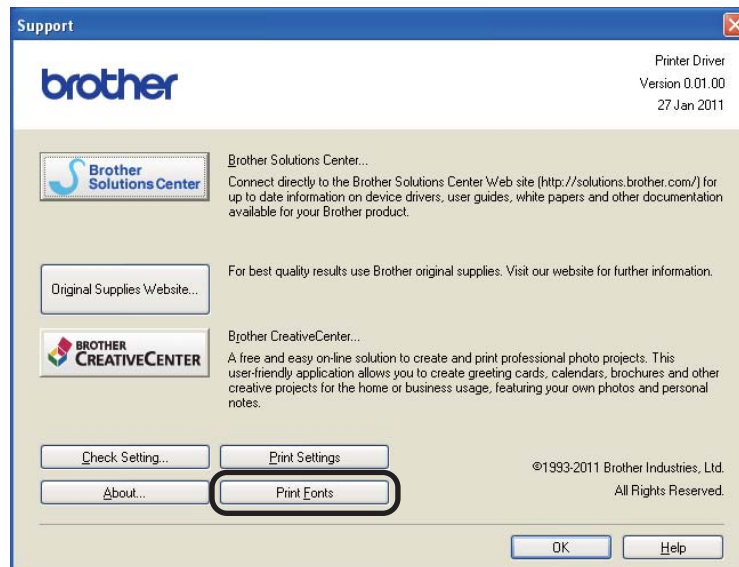 Support
brother
Printer Driver
Version 0.01.00
27 Jan 2011
Brother
Solutions Center
Brother Solutions Center...
Connect directly to the Brother Solutions Center Web site (http://solutions.brother.com/) for
up to date information on device drivers, user guides, white papers and other documentation
available for your Brother product.
Original Supplies Website...
For best quality results use Brother original supplies. Visit our website for further information.
BROTHER
CREATIVECENTER
Brother CreativeCenter...
A free and easy on-line solution to create and print professional photo projects. This
user-friendly application allows you to create greeting cards, calendars, brochures and other
creative projects for the home or business usage, featuring your own photos and personal
notes.
Check Setting...
Print Settings
About...
Print Fonts
©1993-2011 Brother Industries, Ltd.
All Rights Reserved.
OK
Help